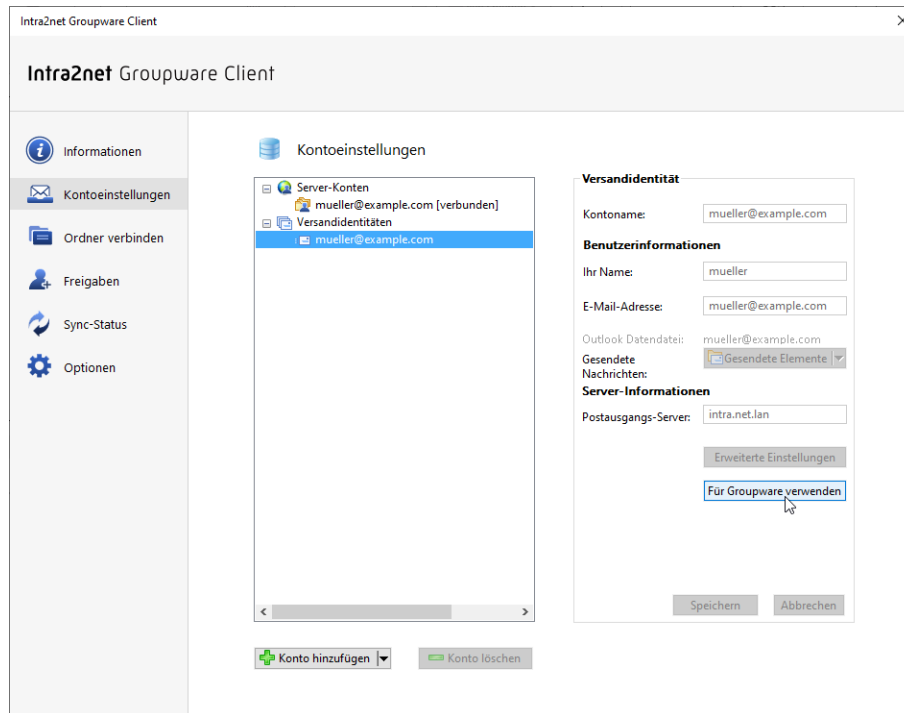 Intra2net Groupware Client
Intra2net Groupware Client
Informationen
Kontoeinstellungen
Ordner verbinden
Freigaben
Sync-Status
Optionen
Kontoeinstellungen
Server-Konten
mueller@example.com [verbunden]
Versandidentitäten
mueller@example.com
Konto hinzufügen
Konto löschen
Versandidentität
Kontoname: mueller@example.com
Benutzerinformationen
Ihr Name: mueller
E-Mail-Adresse: mueller@example.com
Outlook Datendatei: mueller@example.com
Gesendete
Nachrichten:
Gesendete Elemente
Server-Informationen
Postausgangs-Server: intra.net.lan
Erweiterte Einstellungen
Für Groupware verwenden
Speichern
Abbrechen